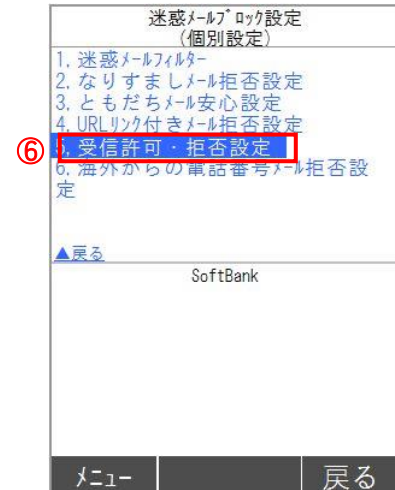 迷惑ﾒｰﾙﾌﾞﾛｯｸ設定
（個別設定）
1. 迷惑ﾒｰﾙﾌｨﾙﾀｰ
2. なりすましﾒｰﾙ拒否設定
3. ともだちﾒｰﾙ安心設定
4. URLﾘﾝｸ付きﾒｰﾙ拒否設定
⑥ 5. 受信許可・拒否設定
6. 海外からの電話番号ﾒｰﾙ拒否設
定
▲戻る
SoftBank
ﾒﾆｭｰ 戻る